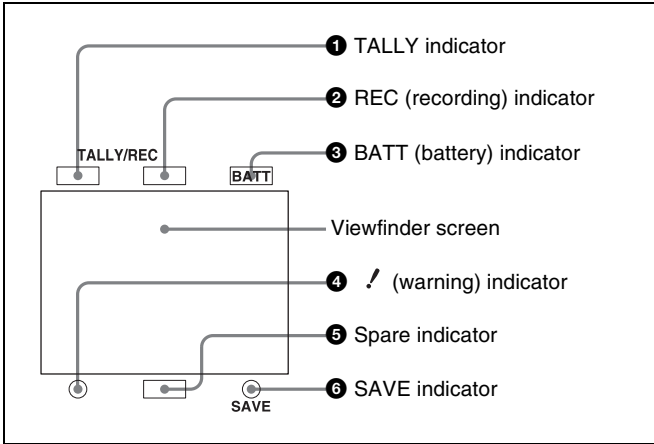 ❶ TALLY indicator
❷ REC (recording) indicator
TALLY/REC
❸ BATT (battery) indicator
BATT
Viewfinder screen
❹ ! (warning) indicator
❺ Spare indicator
❻ SAVE indicator
SAVE